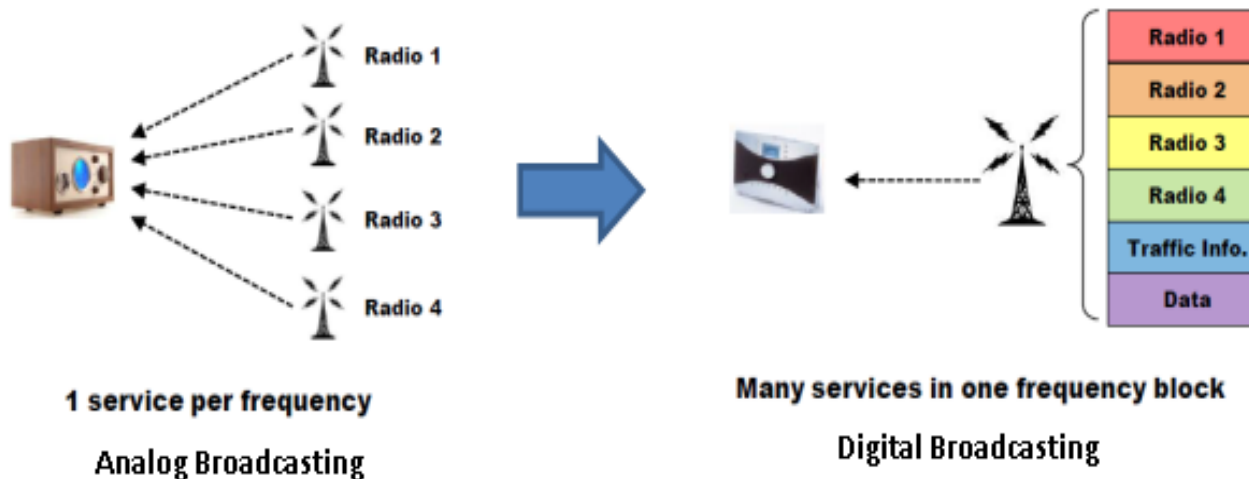 Radio 1
Radio 2
Radio 3
Radio 4
1 service per frequency
Analog Broadcasting
Radio 1
Radio 2
Radio 3
Radio 4
Traffic Info.
Data
Many services in one frequency block
Digital Broadcasting